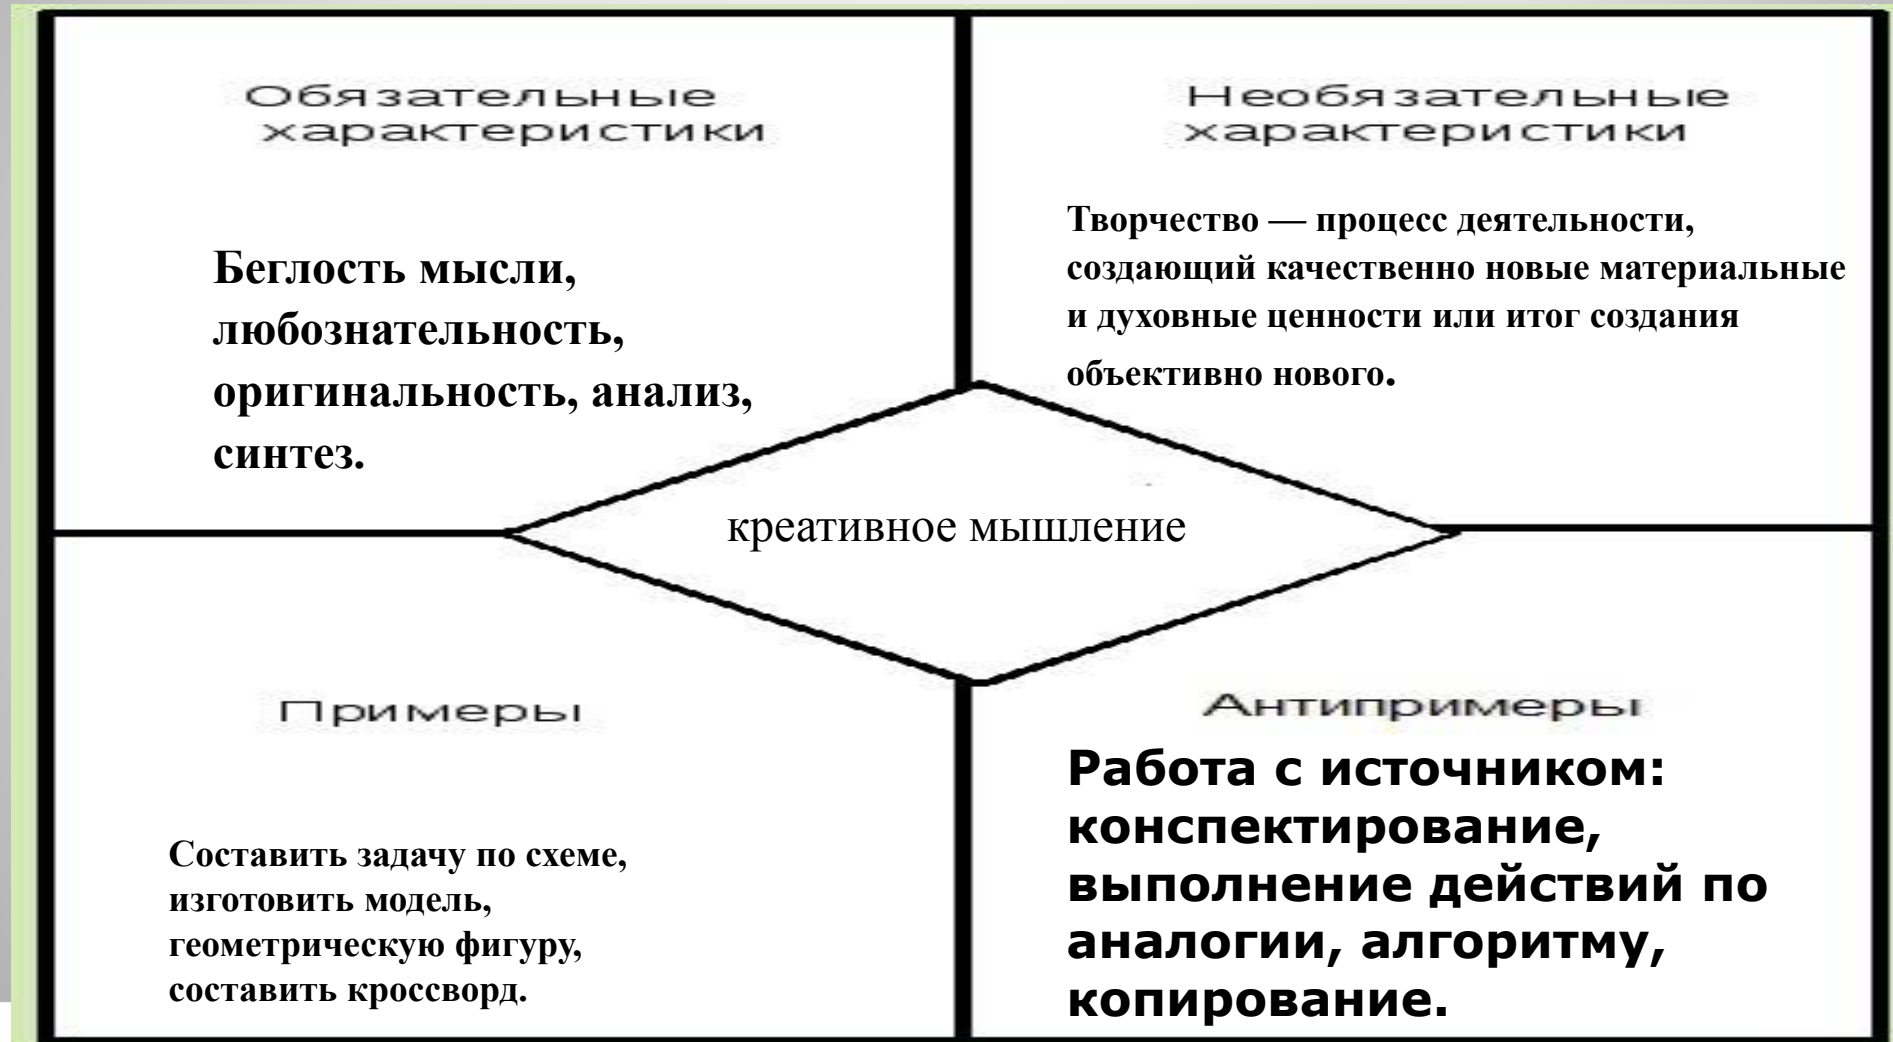 Обязательные
характеристики
Беглость мысли,
любознательность,
оригинальность, анализ,
синтез.
Необязательные
характеристики
Творчество — процесс деятельности,
создающий качественно новые материальные
и духовные ценности или итог создания
объективно нового.
креативное мышление
Примеры
Составить задачу по схеме,
изготовить модель,
геометрическую фигуру,
составить кроссворд.
Антипримеры
Работа с источником:
конспектирование,
выполнение действий по
аналогии, алгоритму,
копирование.